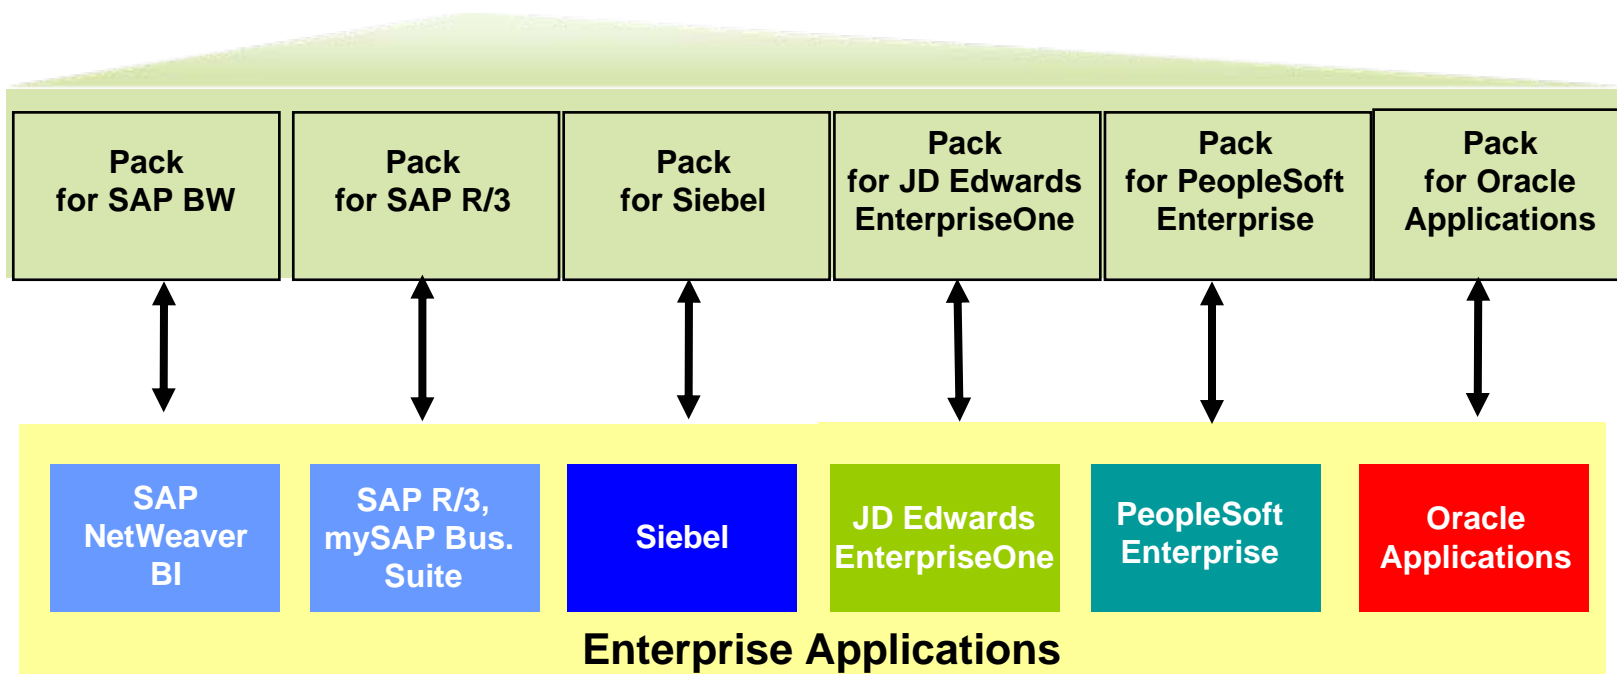 Pack
for SAP BW
Pack
for SAP R/3
Pack
for Siebel
Pack
for JD Edwards
EnterpriseOne
Pack
for PeopleSoft
Enterprise
Pack
for Oracle
Applications
SAP
NetWeaver
BI
SAP R/3,
mySAP Bus.
Suite
Siebel
JD Edwards
EnterpriseOne
PeopleSoft
Enterprise
Oracle
Applications
Enterprise Applications